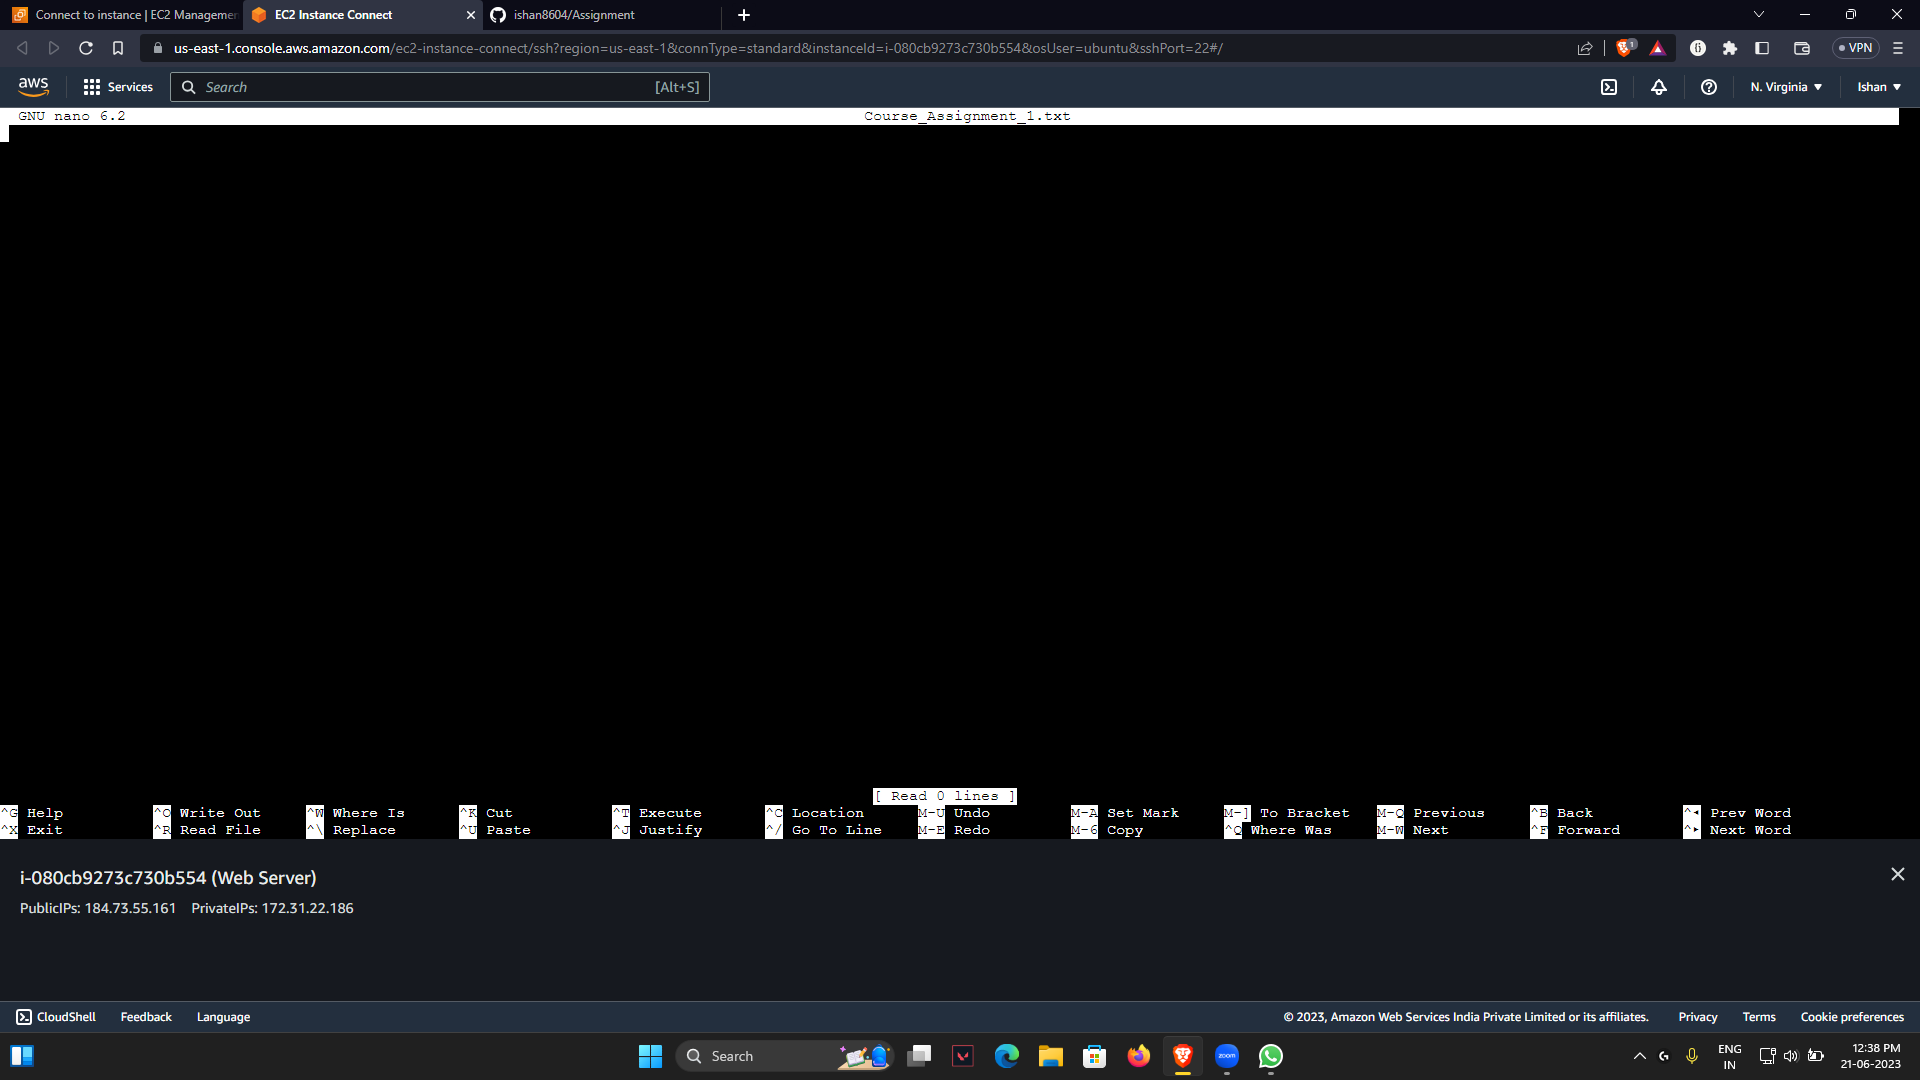 Connect to instance | EC2 Managemen
EC2 Instance Connect
ishan8604/Assignment
us-east-1.console.aws.amazon.com/ec2-instance-connect/ssh?region=us-east-1&connType=standard&instanceId=i-080cb9273c730b554&osUser=ubuntu&sshPort=22#/
1
VPN
aws
Services
Search
[Alt+S]
N. Virginia
Ishan
GNU nano 6.2
Course_Assignment_1.txt
[ Read 0 lines ]
^G Help ^O Write Out ^W Where Is ^K Cut ^T Execute ^C Location M-U Undo M-A Set Mark M-] To Bracket M-Q Previous ^B Back ^◂ Prev Word
^X Exit ^R Read File ^\ Replace ^U Paste ^J Justify ^/ Go To Line M-E Redo M-6 Copy ^Q Where Was M-W Next ^F Forward ^▸ Next Word
i-080cb9273c730b554 (Web Server)
PublicIPs: 184.73.55.161 PrivateIPs: 172.31.22.186
CloudShell
Feedback
Language
© 2023, Amazon Web Services India Private Limited or its affiliates.
Privacy
Terms
Cookie preferences
Search
zoom
ENG
IN
12:38 PM
21-06-2023